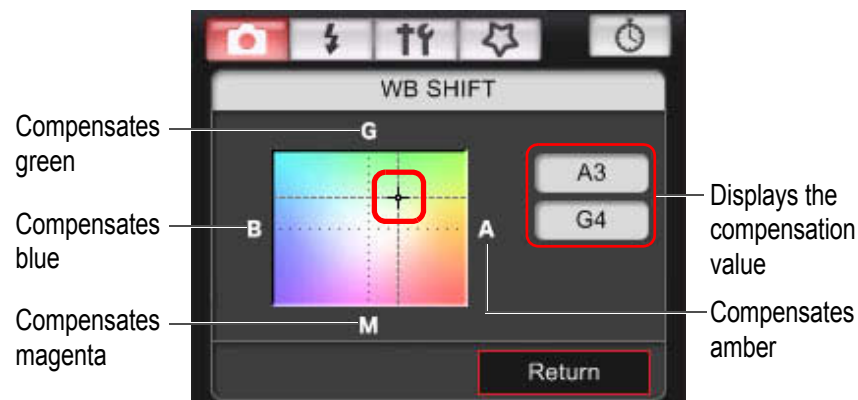 WB SHIFT
Compensates
green
G
A3
G4
Displays the
compensation
value
Compensates
blue
B
A
Compensates
magenta
M
Compensates
amber
Return